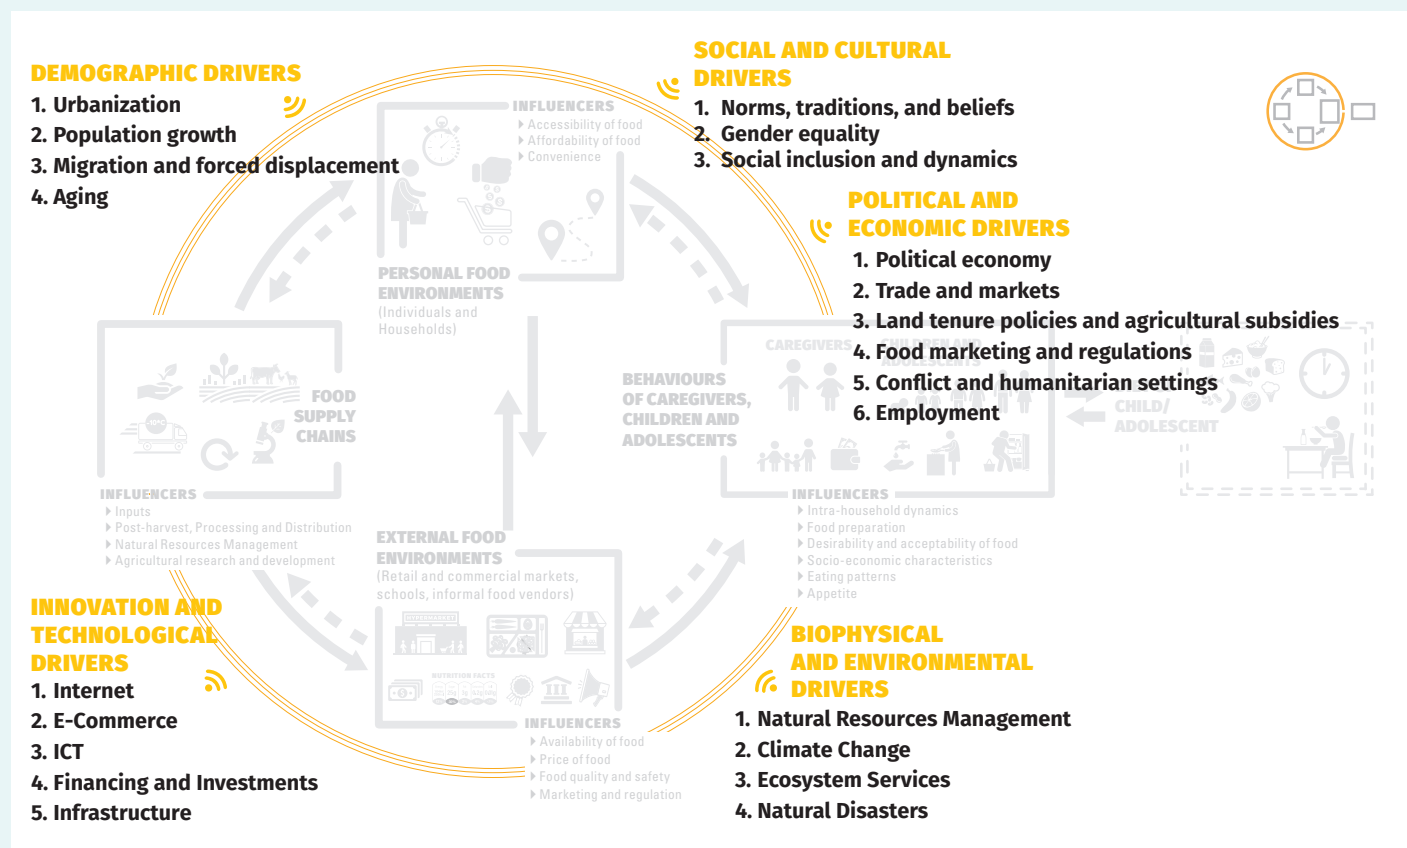 DEMOGRAPHIC DRIVERS
1. Urbanization
2. Population growth
3. Migration and forced displacement
4. Aging
SOCIAL AND CULTURAL
DRIVERS
1. Norms, traditions, and beliefs
2. Gender equality
3. Social inclusion and dynamics
POLITICAL AND
ECONOMIC DRIVERS
1. Political economy
2. Trade and markets
3. Land tenure policies and agricultural subsidies
4. Food marketing and regulations
5. Conflict and humanitarian settings
6. Employment
INFLUENCERS
Accessibility of food
Affordability of food
Convenience
PERSONAL FOOD
ENVIRONMENTS
(Individuals and
Households)
FOOD
SUPPLY
CHAINS
INFLUENCERS
Inputs
Post-harvest, Processing and Distribution
Natural Resources Management
Agricultural research and development
BEHAVIOURS
OF CAREGIVERS,
CHILDREN AND
ADOLESCENTS
CAREGIVERS
CHILDREN AND
ADOLESCENTS
CHILD/
ADOLESCENT
INFLUENCERS
Intra-household dynamics
Food preparation
Desirability and acceptability of food
Socio-economic characteristics
Eating patterns
Appetite
EXTERNAL FOOD
ENVIRONMENTS
(Retail and commercial markets,
schools, informal food vendors)
NUTRITION FACTS
INFLUENCERS
Availability of food
Price of food
Food quality and safety
Marketing and regulation
INNOVATION AND
TECHNOLOGICAL
DRIVERS
1. Internet
2. E-Commerce
3. ICT
4. Financing and Investments
5. Infrastructure
BIOPHYSICAL
AND ENVIRONMENTAL
DRIVERS
1. Natural Resources Management
2. Climate Change
3. Ecosystem Services
4. Natural Disasters